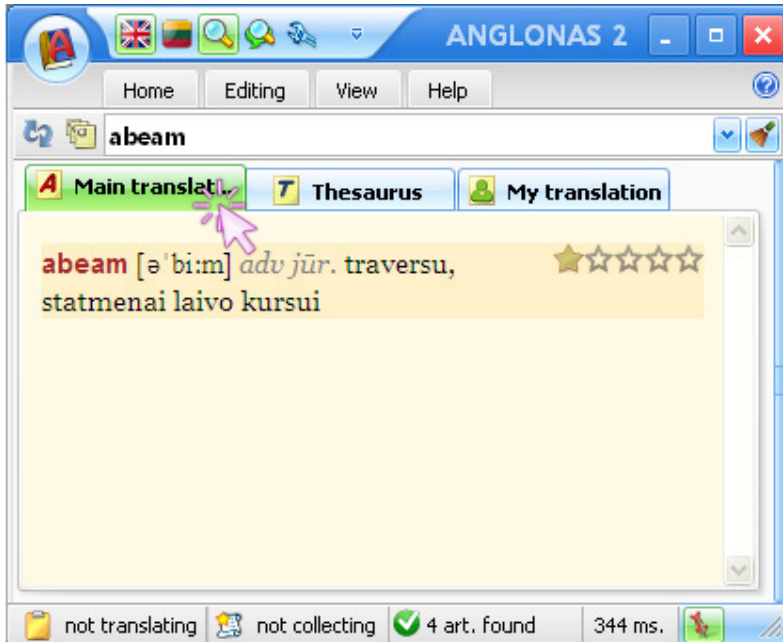 ANGLONAS 2
Home Editing View Help
abeam
Main translat... Thesaurus My translation
abeam [ə'bi:m] adv jūr. traversu,
statmenai laivo kursui
not translating not collecting 4 art. found 344 ms.